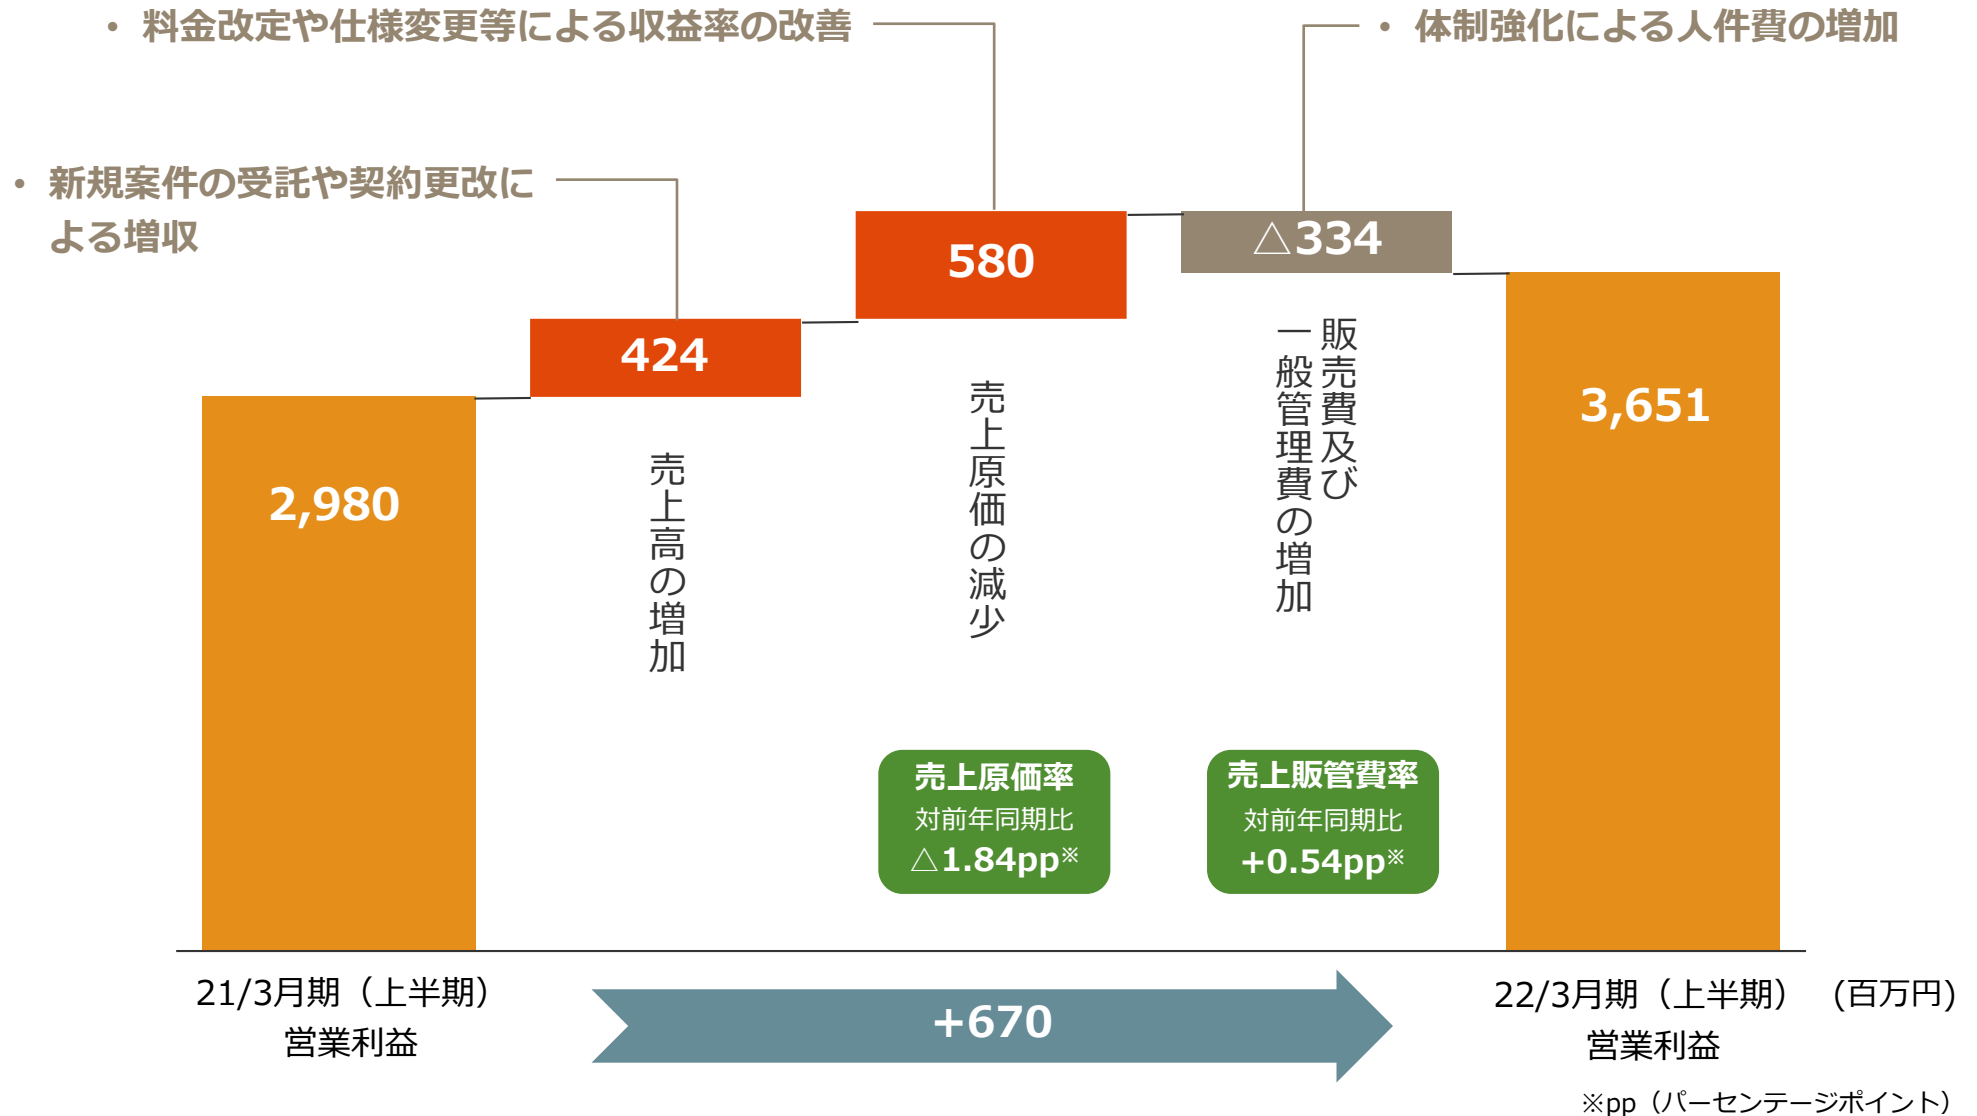 • 料金改定や仕様変更等による収益率の改善
• 体制強化による人件費の増加
• 新規案件の受託や契約更改に
よる増収
2,980
424
売上高の増加
580
売上原価の減少
△334
販売費及び
一般管理費の増加
3,651
売上原価率
対前年同期比
△1.84pp※
売上販管費率
対前年同期比
+0.54pp※
21/3月期（上半期）
営業利益
+670
22/3月期（上半期）
営業利益
(百万円)
※pp（パーセンテージポイント）